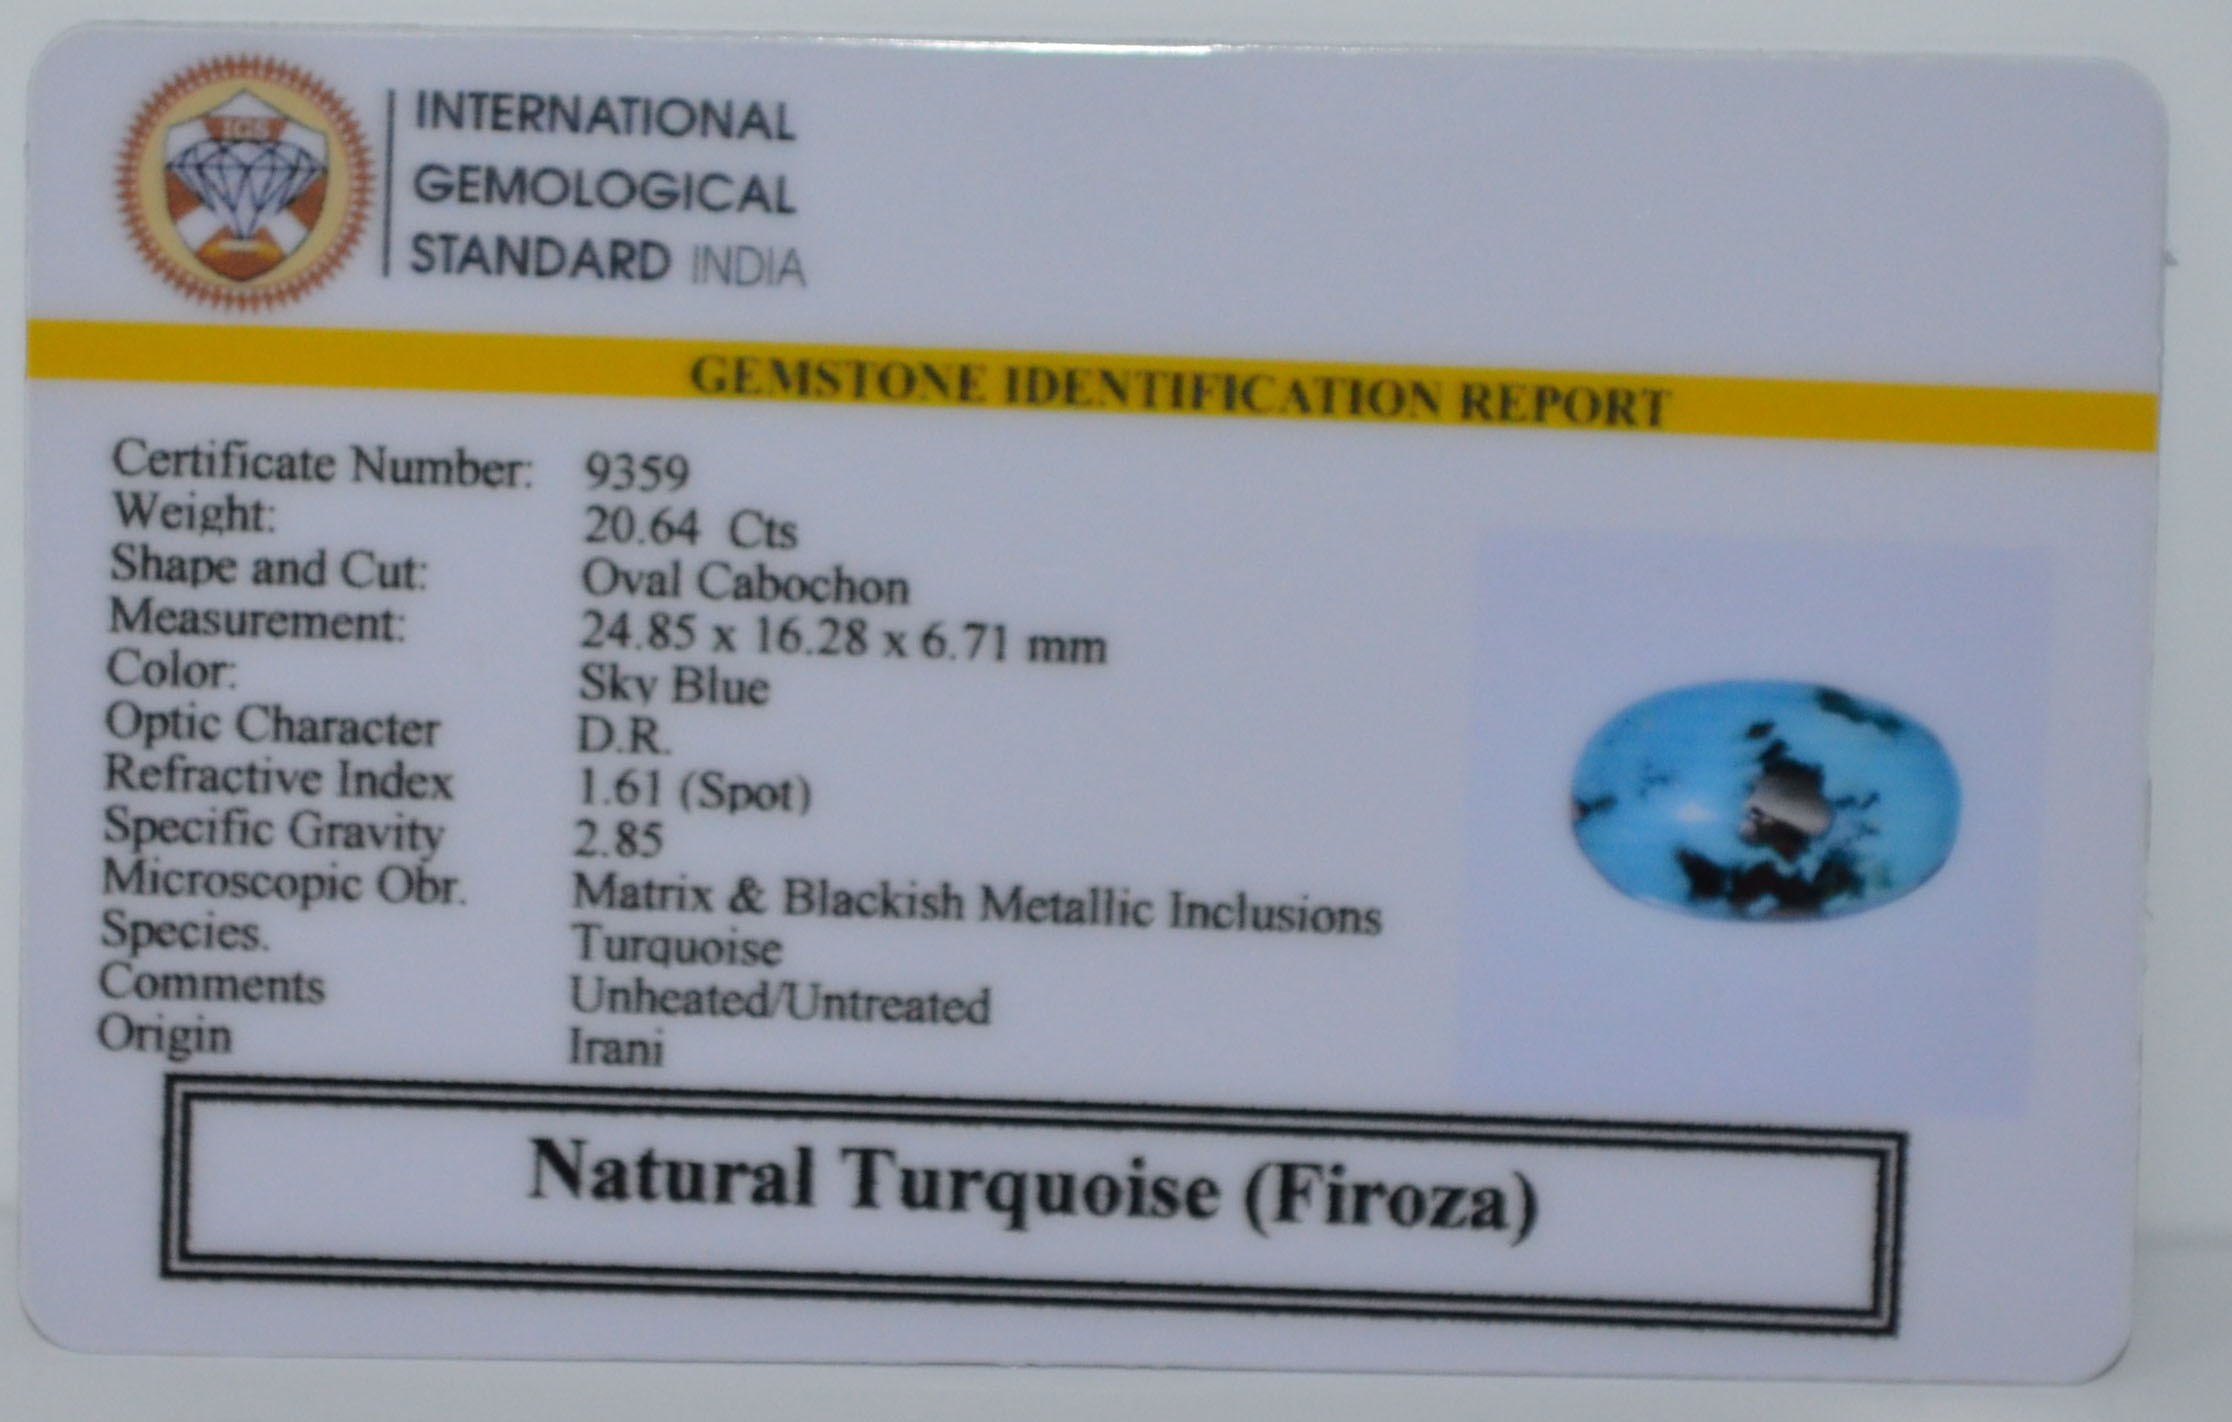 IGS
INTERNATIONAL
GEMOLOGICAL
STANDARD INDIA
GEMSTONE IDENTIFICATION REPORT
Certificate Number: 9359
Weight: 20.64 Cts
Shape and Cut: Oval Cabochon
Measurement: 24.85 x 16.28 x 6.71 mm
Color: Sky Blue
Optic Character D.R.
Refractive Index 1.61 (Spot)
Specific Gravity 2.85
Microscopic Obr. Matrix & Blackish Metallic Inclusions
Species. Turquoise
Comments Unheated/Untreated
Origin Irani
Natural Turquoise (Firoza)